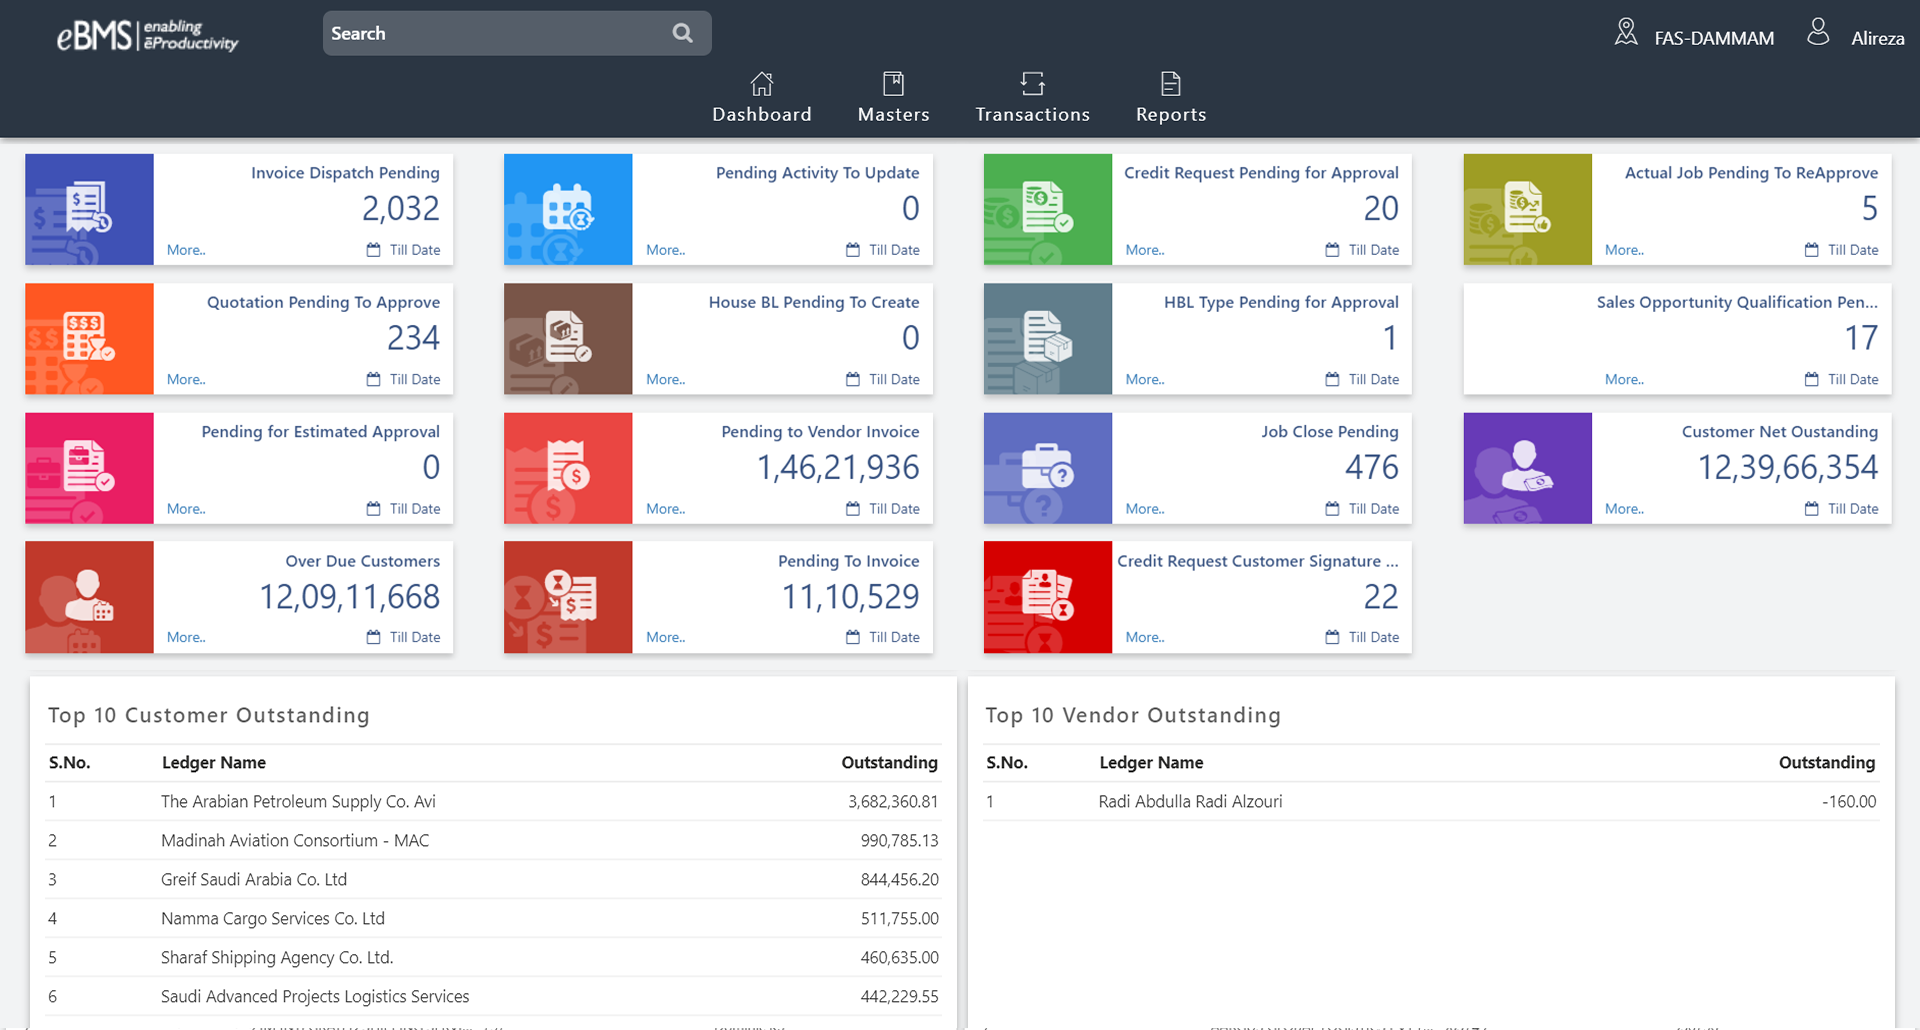 eBMS enabling
ēProductivity
Search
FAS-DAMMAM
Alireza
Dashboard
Masters
Transactions
Reports
Invoice Dispatch Pending
2,032
More..
Till Date
Pending Activity To Update
0
More..
Till Date
Credit Request Pending for Approval
20
More..
Till Date
Actual Job Pending To ReApprove
5
More..
Till Date
Quotation Pending To Approve
234
More..
Till Date
House BL Pending To Create
0
More..
Till Date
HBL Type Pending for Approval
1
More..
Till Date
Sales Opportunity Qualification Pen...
17
More..
Till Date
Pending for Estimated Approval
0
More..
Till Date
Pending to Vendor Invoice
1,46,21,936
More..
Till Date
Job Close Pending
476
More..
Till Date
Customer Net Oustanding
12,39,66,354
More..
Till Date
Over Due Customers
12,09,11,668
More..
Till Date
Pending To Invoice
11,10,529
More..
Till Date
Credit Request Customer Signature ...
22
More..
Till Date
Top 10 Customer Outstanding
S.No. Ledger Name Outstanding
1 The Arabian Petroleum Supply Co. Avi 3,682,360.81
2 Madinah Aviation Consortium - MAC 990,785.13
3 Greif Saudi Arabia Co. Ltd 844,456.20
4 Namma Cargo Services Co. Ltd 511,755.00
5 Sharaf Shipping Agency Co. Ltd. 460,635.00
6 Saudi Advanced Projects Logistics Services 442,229.55
Top 10 Vendor Outstanding
S.No. Ledger Name Outstanding
1 Radi Abdulla Radi Alzouri -160.00